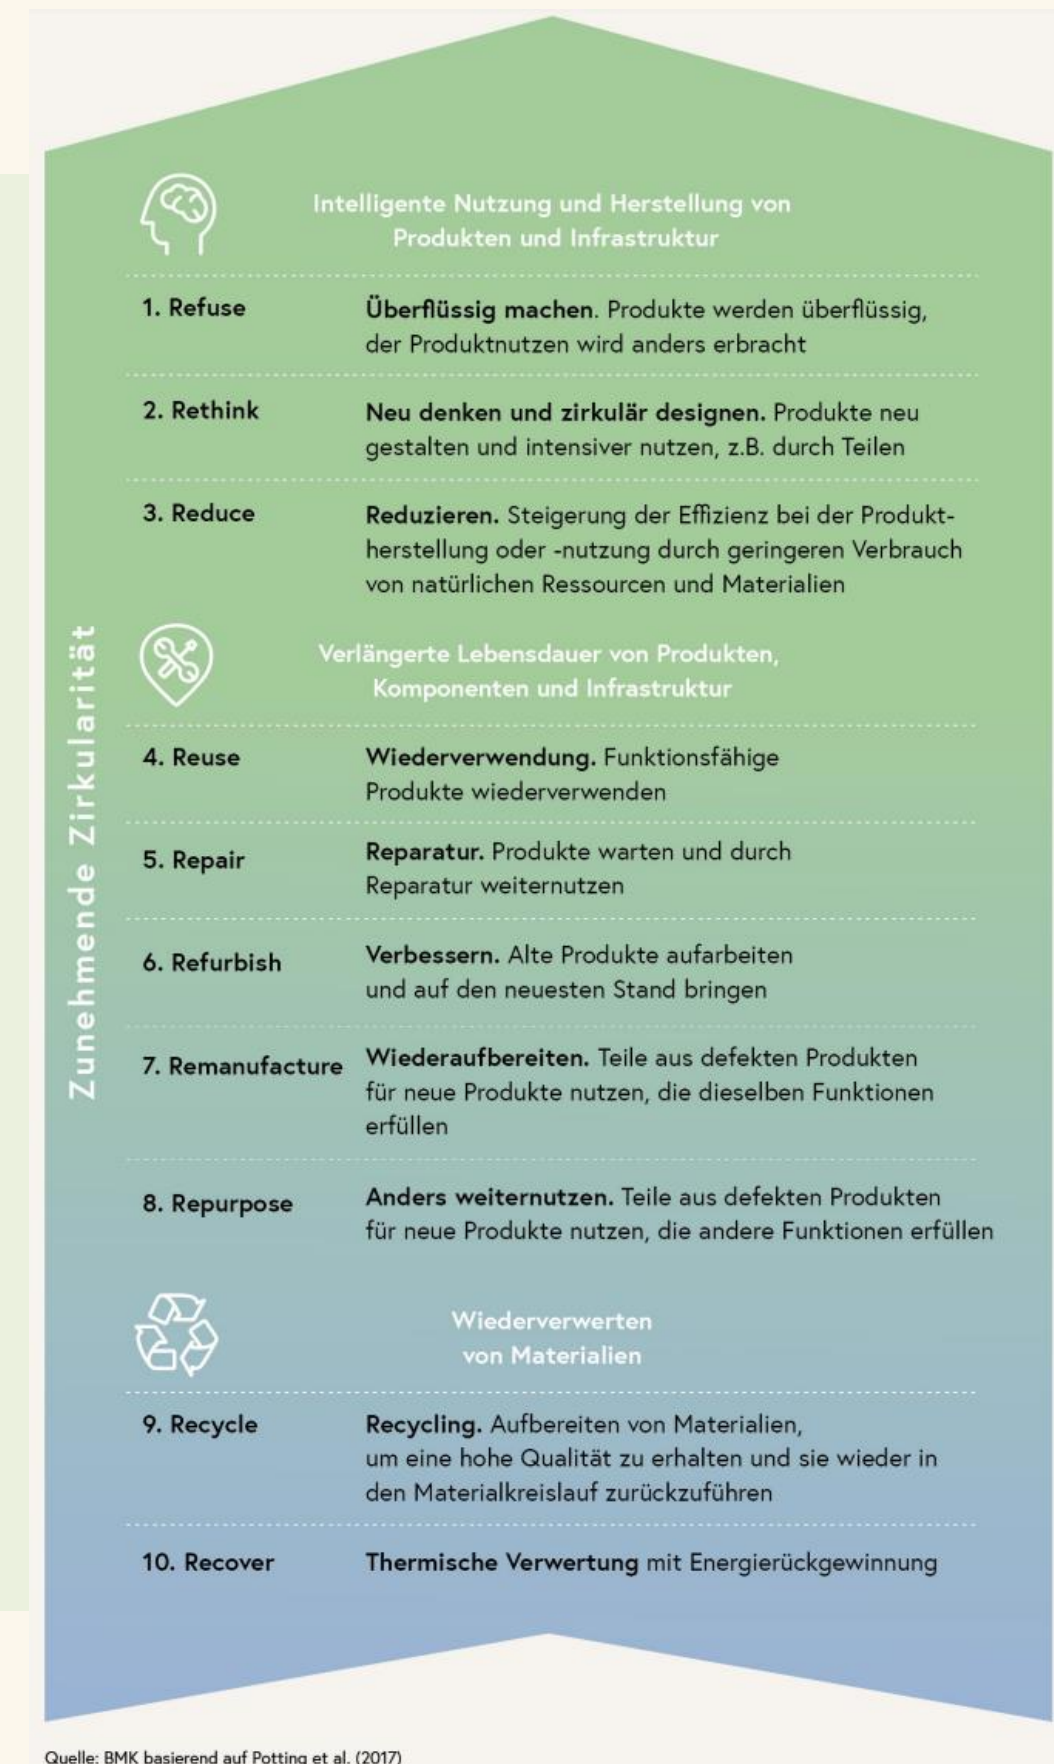 Intelligente Nutzung und Herstellung von
Produkten und Infrastruktur
1. Refuse
Überflüssig machen. Produkte werden überflüssig,
der Produktnutzen wird anders erbracht
2. Rethink
Neu denken und zirkulär designen. Produkte neu
gestalten und intensiver nutzen, z.B. durch Teilen
3. Reduce
Reduzieren. Steigerung der Effizienz bei der Produkt-
herstellung oder -nutzung durch geringeren Verbrauch
von natürlichen Ressourcen und Materialien
Zunehmende Zirkularität
Verlängerte Lebensdauer von Produkten,
Komponenten und Infrastruktur
4. Reuse
Wiederverwendung. Funktionsfähige
Produkte wiederverwenden
5. Repair
Reparatur. Produkte warten und durch
Reparatur weiternutzen
6. Refurbish
Verbessern. Alte Produkte aufarbeiten
und auf den neuesten Stand bringen
7. Remanufacture
Wiederaufbereiten. Teile aus defekten Produkten
für neue Produkte nutzen, die dieselben Funktionen
erfüllen
8. Repurpose
Anders weiternutzen. Teile aus defekten Produkten
für neue Produkte nutzen, die andere Funktionen erfüllen
Wiederverwerten
von Materialien
9. Recycle
Recycling. Aufbereiten von Materialien,
um eine hohe Qualität zu erhalten und sie wieder in
den Materialkreislauf zurückzuführen
10. Recover
Thermische Verwertung mit Energierückgewinnung
Quelle: BMK basierend auf Potting et al. (2017)